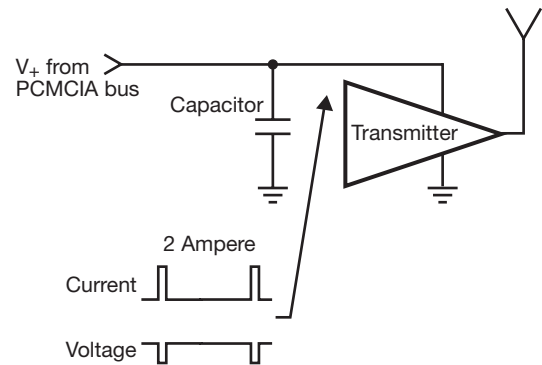 V+ from
PCMCIA bus
Capacitor
Transmitter
2 Ampere
Current
Voltage